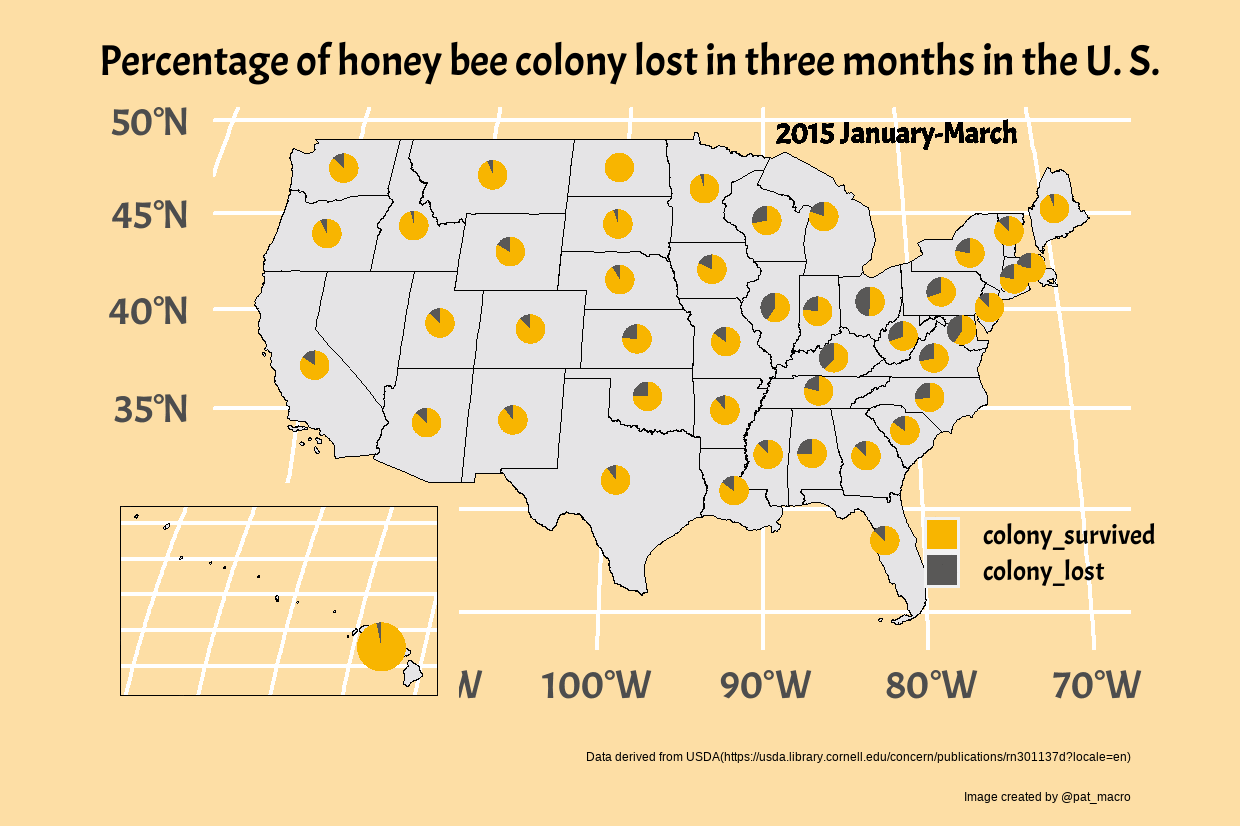 Percentage of honey bee colony lost in three months in the U. S.
50°N
2015 January-March
45°N
40°N
35°N
colony_survived
colony_lost
W
100°W
90°W
80°W
70°W
Data derived from USDA(https://usda.library.cornell.edu/concern/publications/rn301137d?locale=en)
Image created by @pat_macro